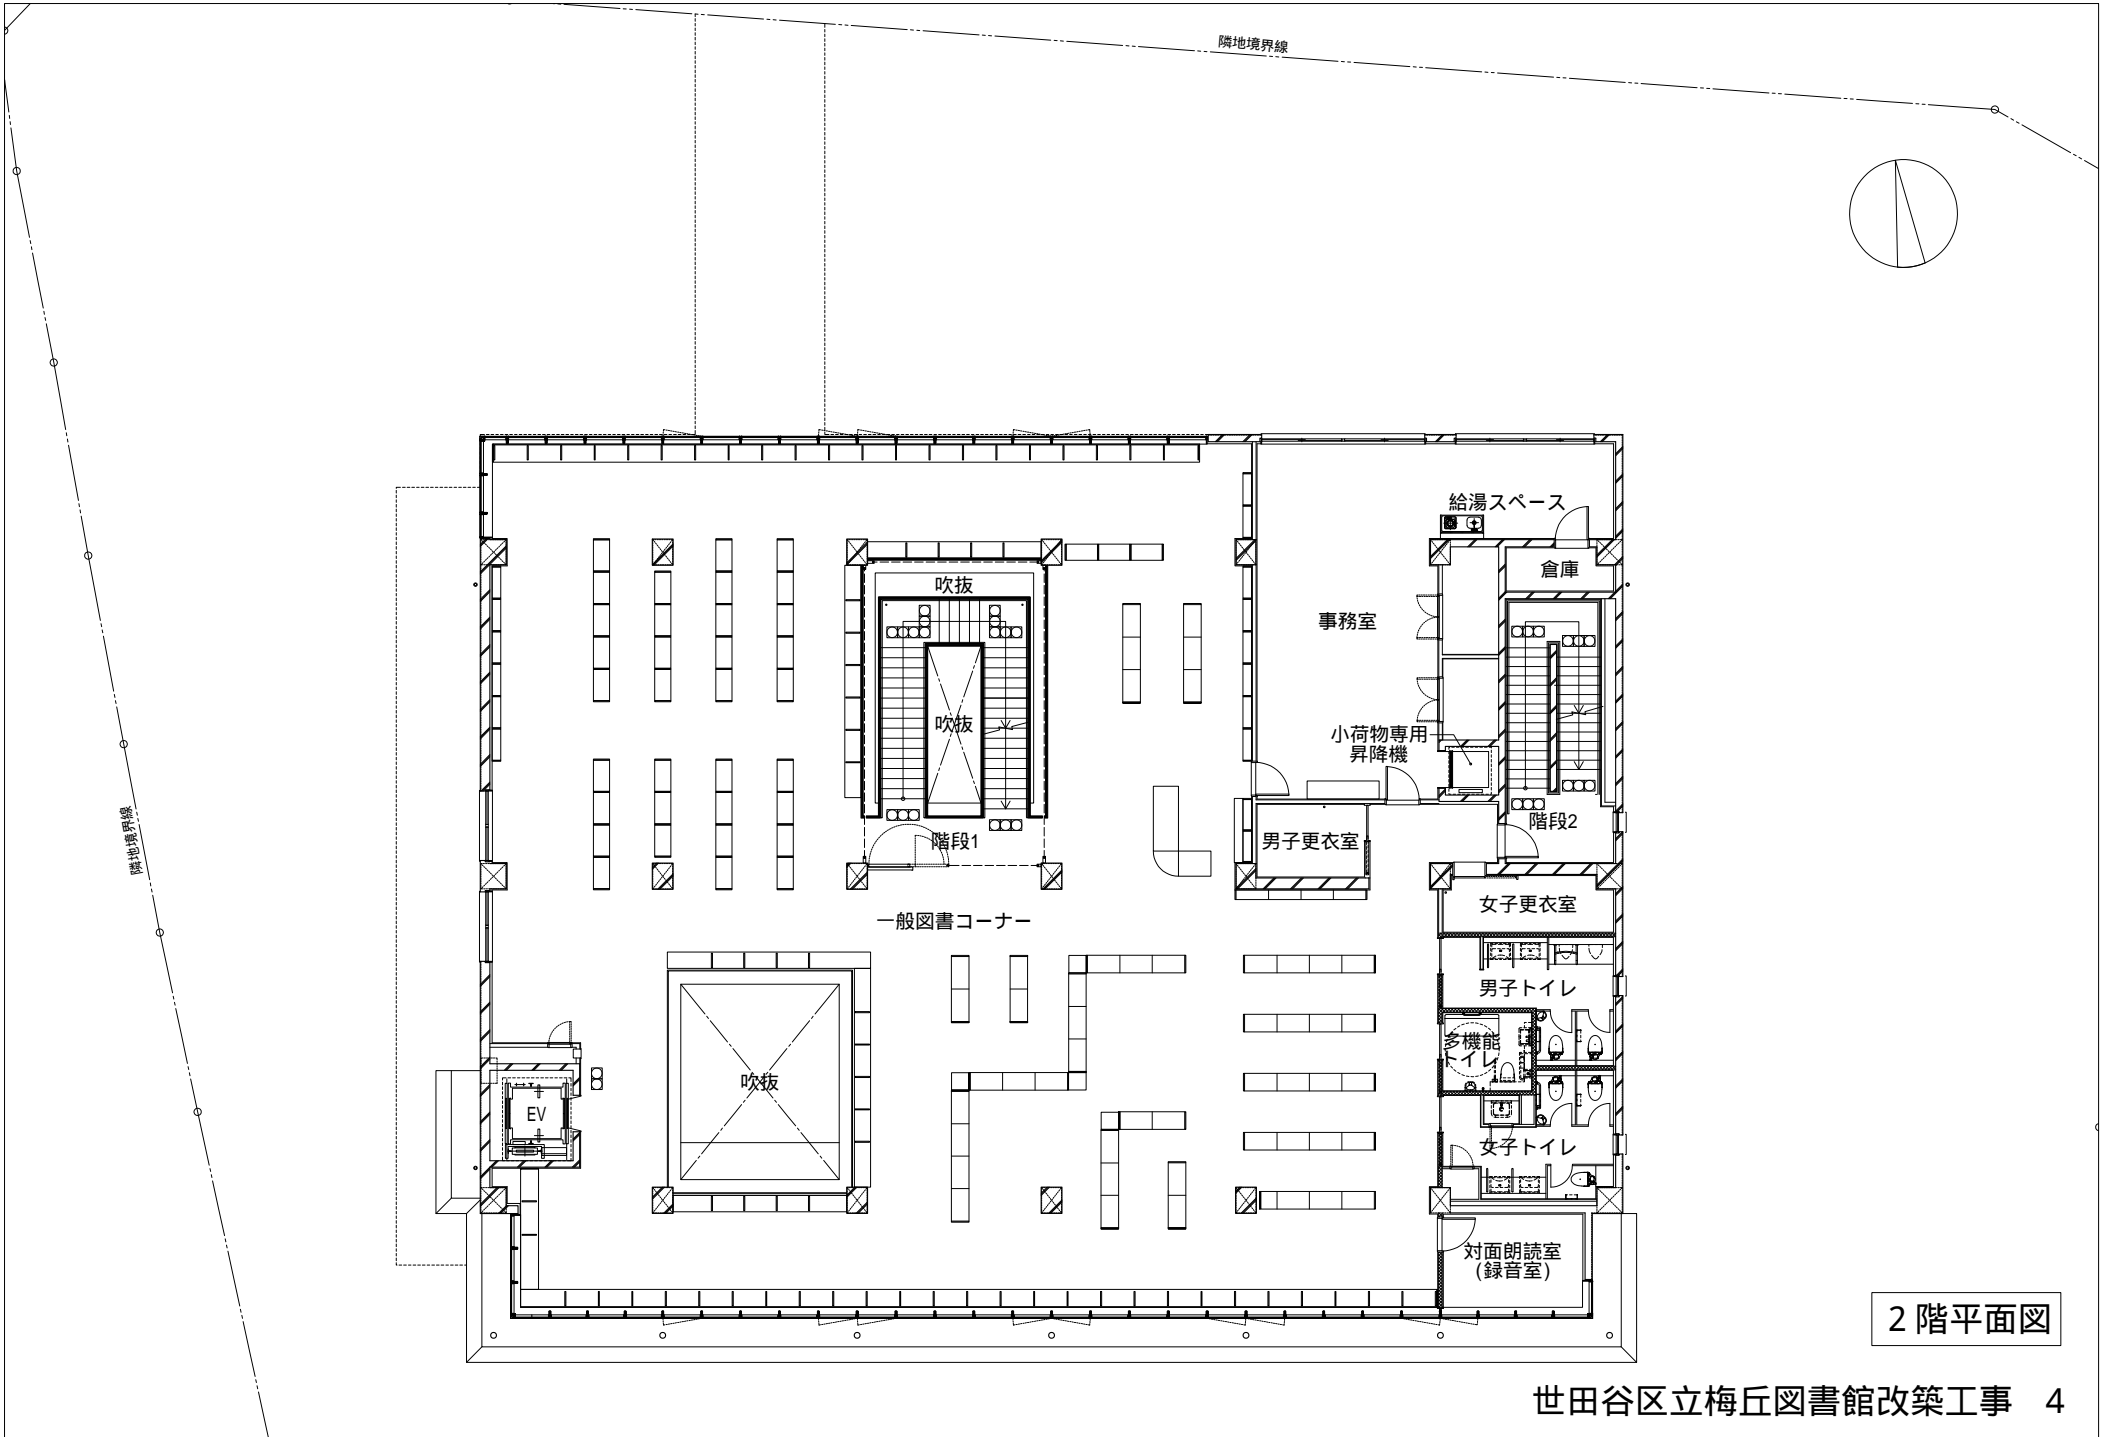 隣地境界線
給湯スペース
倉庫
吹抜
事務室
吹抜
小荷物専用
昇降機
隣地境界線
階段1
男子更衣室
階段2
女子更衣室
一般図書コーナー
男子トイレ
多機能
トイレ
吹抜
EV
女子トイレ
対面朗読室
(録音室)
2階平面図
世田谷区立梅丘図書館改築工事 4